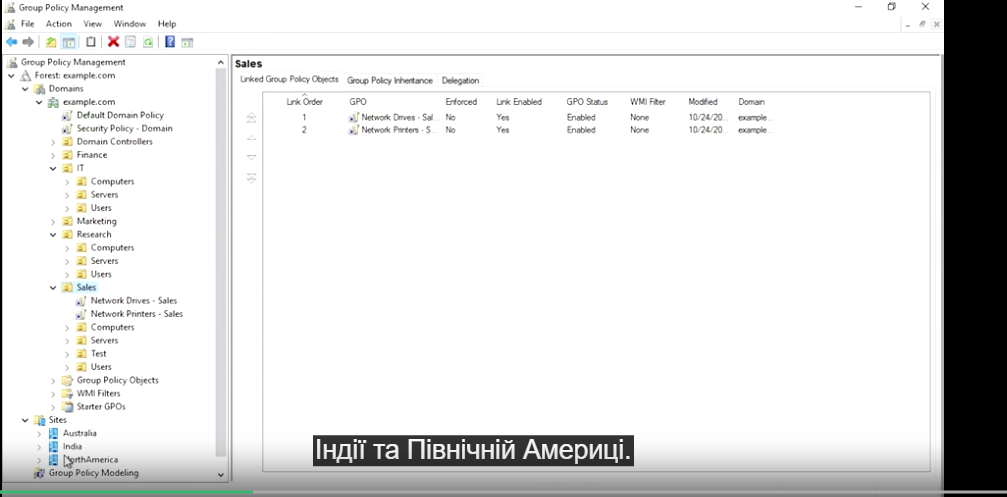 Group Policy Management
File Action View Window Help
Group Policy Management
Forest: example.com
Domains
example.com
Default Domain Policy
Security Policy - Domain
Domain Controllers
Finance
IT
Computers
Servers
Users
Marketing
Research
Computers
Servers
Users
Sales
Network Drives - Sales
Network Printers - Sales
Computers
Servers
Test
Users
Group Policy Objects
WMI Filters
Starter GPOs
Sites
Australia
India
NorthAmerica
Group Policy Modeling
Sales
Linked Group Policy Objects Group Policy Inheritance Delegation
Link Order GPO Enforced Link Enabled GPO Status WMI Filter Modified Domain
1 Network Drives - Sal... No Yes Enabled None 10/24/20... example...
2 Network Printers - S... No Yes Enabled None 10/24/20... example...
Індії та Північній Америці.